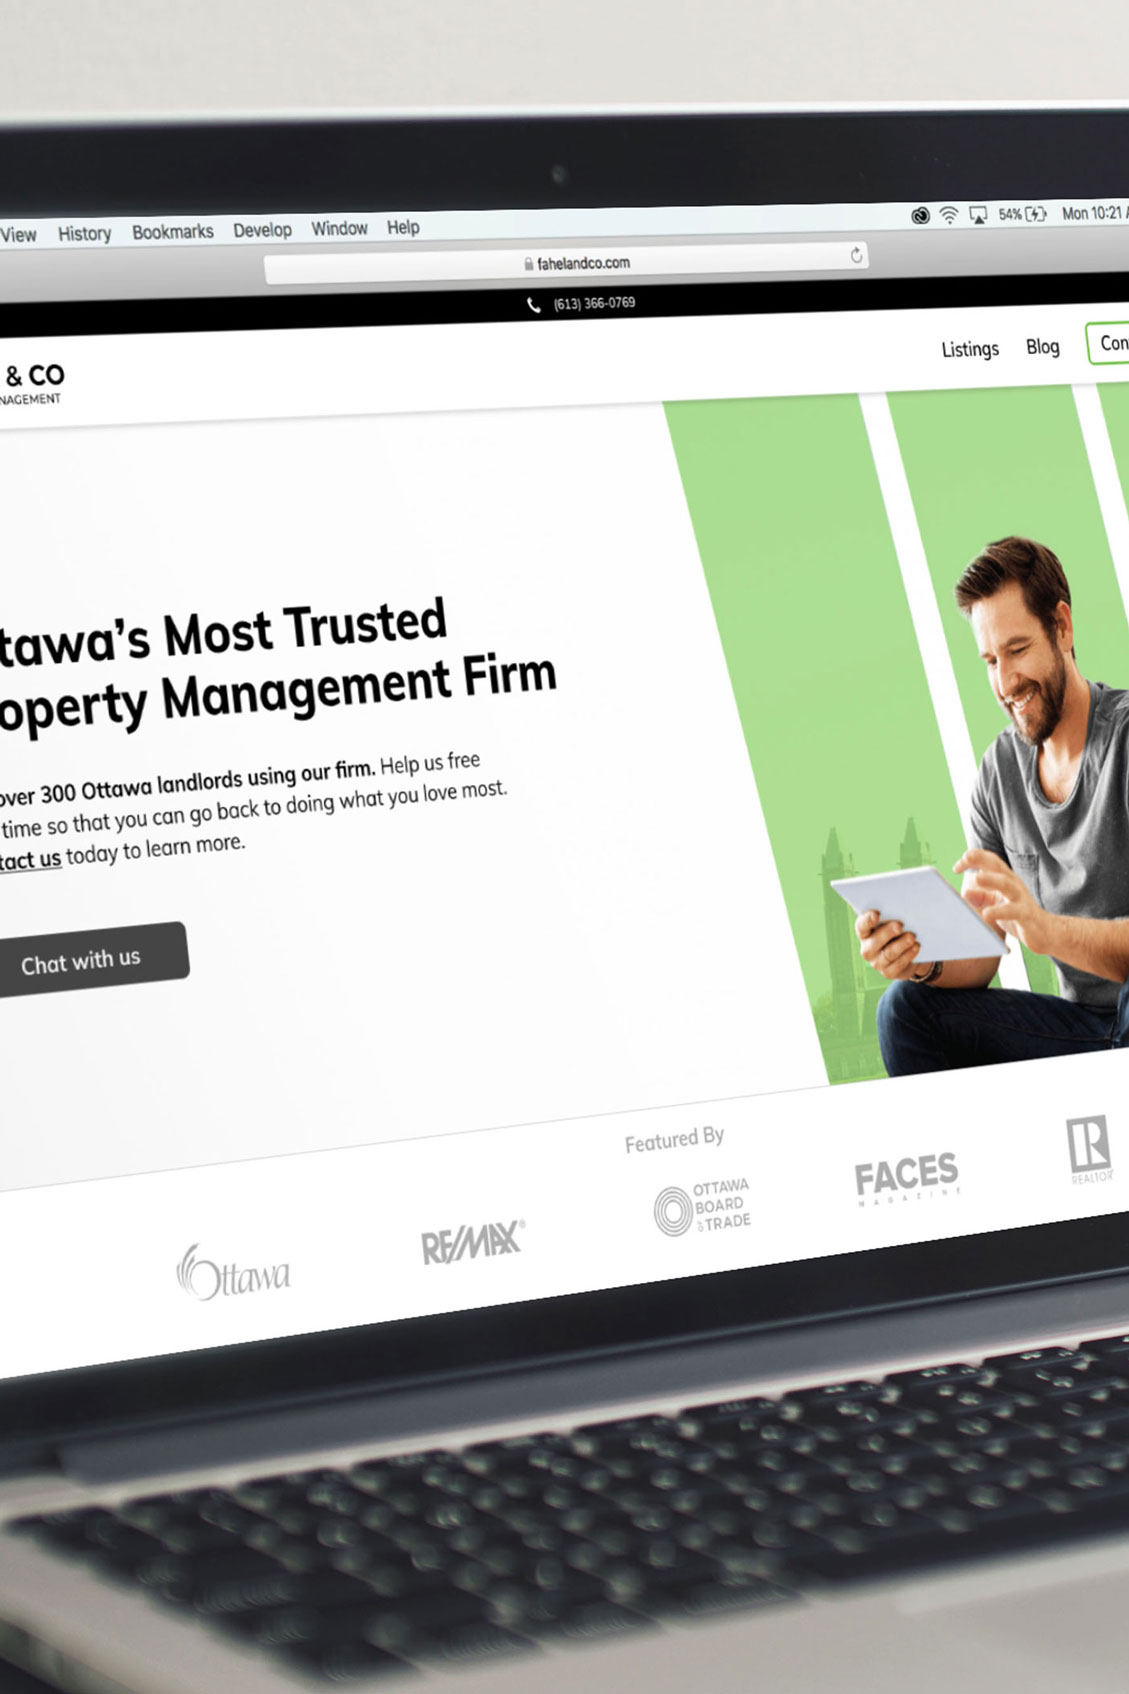 View History Bookmarks Develop Window Help 54% Mon 10:21 A
fahelandco.com
(613) 366-0769
& CO
NAGEMENT
Listings Blog Con
tawa's Most Trusted
operty Management Firm
over 300 Ottawa landlords using our firm. Help us free
time so that you can go back to doing what you love most.
tact us today to learn more.
Chat with us
Featured By
Ottawa
RE/MAX®
OTTAWA
BOARD
OF TRADE
FACES
MAGAZINE
R
REALTOR®